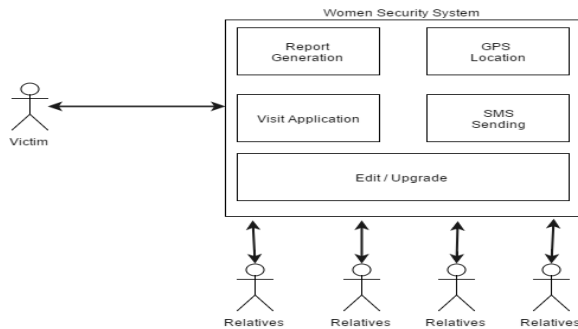 Women Security System
Report
Generation
GPS
Location
Visit Application
SMS
Sending
Victim
Edit / Upgrade
Relatives
Relatives
Relatives
Relatives